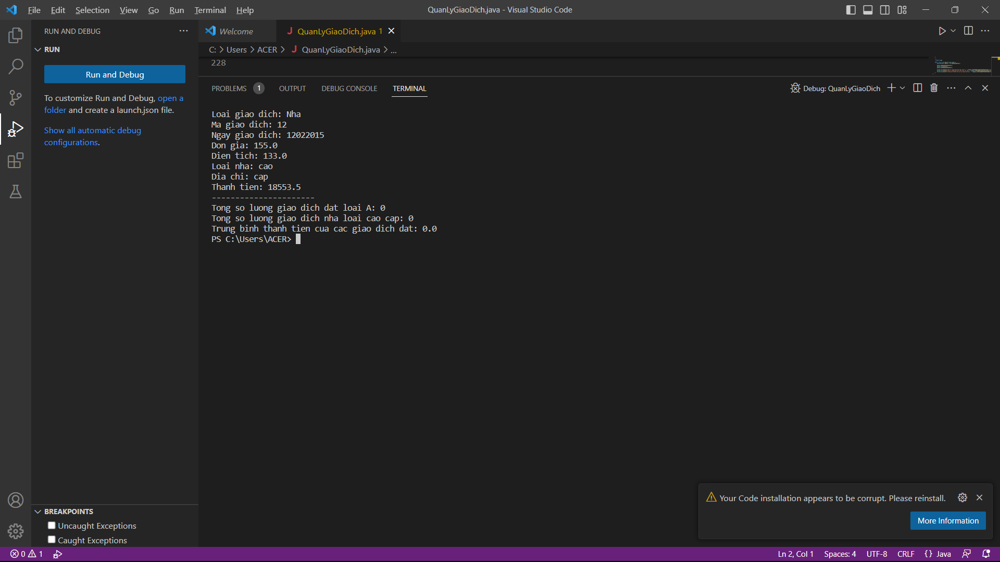 File Edit Selection View Go Run Terminal Help
QuanLyGiaoDich.java - Visual Studio Code
RUN AND DEBUG
RUN
Run and Debug
To customize Run and Debug, open a
folder and create a launch.json file.
Show all automatic debug
configurations.
BREAKPOINTS
Uncaught Exceptions
Caught Exceptions
Welcome
J QuanLyGiaoDich.java 1
C: > Users > ACER > J QuanLyGiaoDich.java > ...
228
PROBLEMS 1 OUTPUT DEBUG CONSOLE TERMINAL
Debug: QuanLyGiaoDich
Loai giao dich: Nha
Ma giao dich: 12
Ngay giao dich: 12022015
Don gia: 155.0
Dien tich: 133.0
Loai nha: cao
Dia chi: cap
Thanh tien: 18553.5
----------------------
Tong so luong giao dich dat loai A: 0
Tong so luong giao dich nha loai cao cap: 0
Trung binh thanh tien cua cac giao dich dat: 0.0
PS C:\Users\ACER>
Your Code installation appears to be corrupt. Please reinstall.
More Information
0 1
Ln 2, Col 1 Spaces: 4 UTF-8 CRLF {} Java